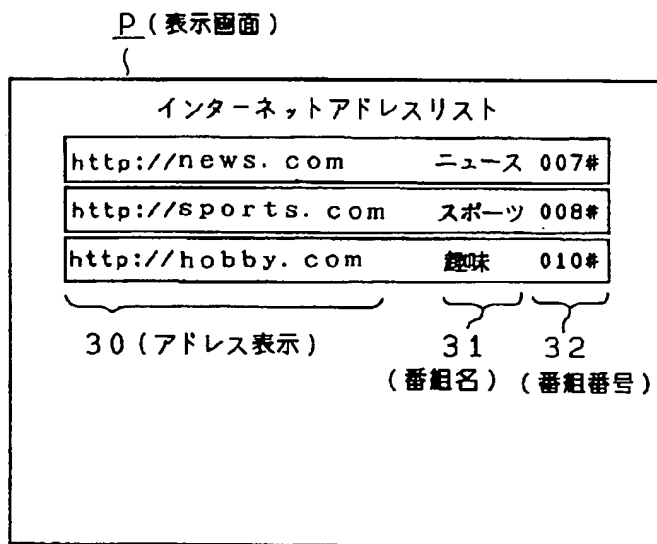 P(表示画面)
インターネットアドレスリスト
http://news.com ニュース 007#
http://sports.com スポーツ 008#
http://hobby.com 趣味 010#
30(アドレス表示) 31 32
(番組名) (番組番号)